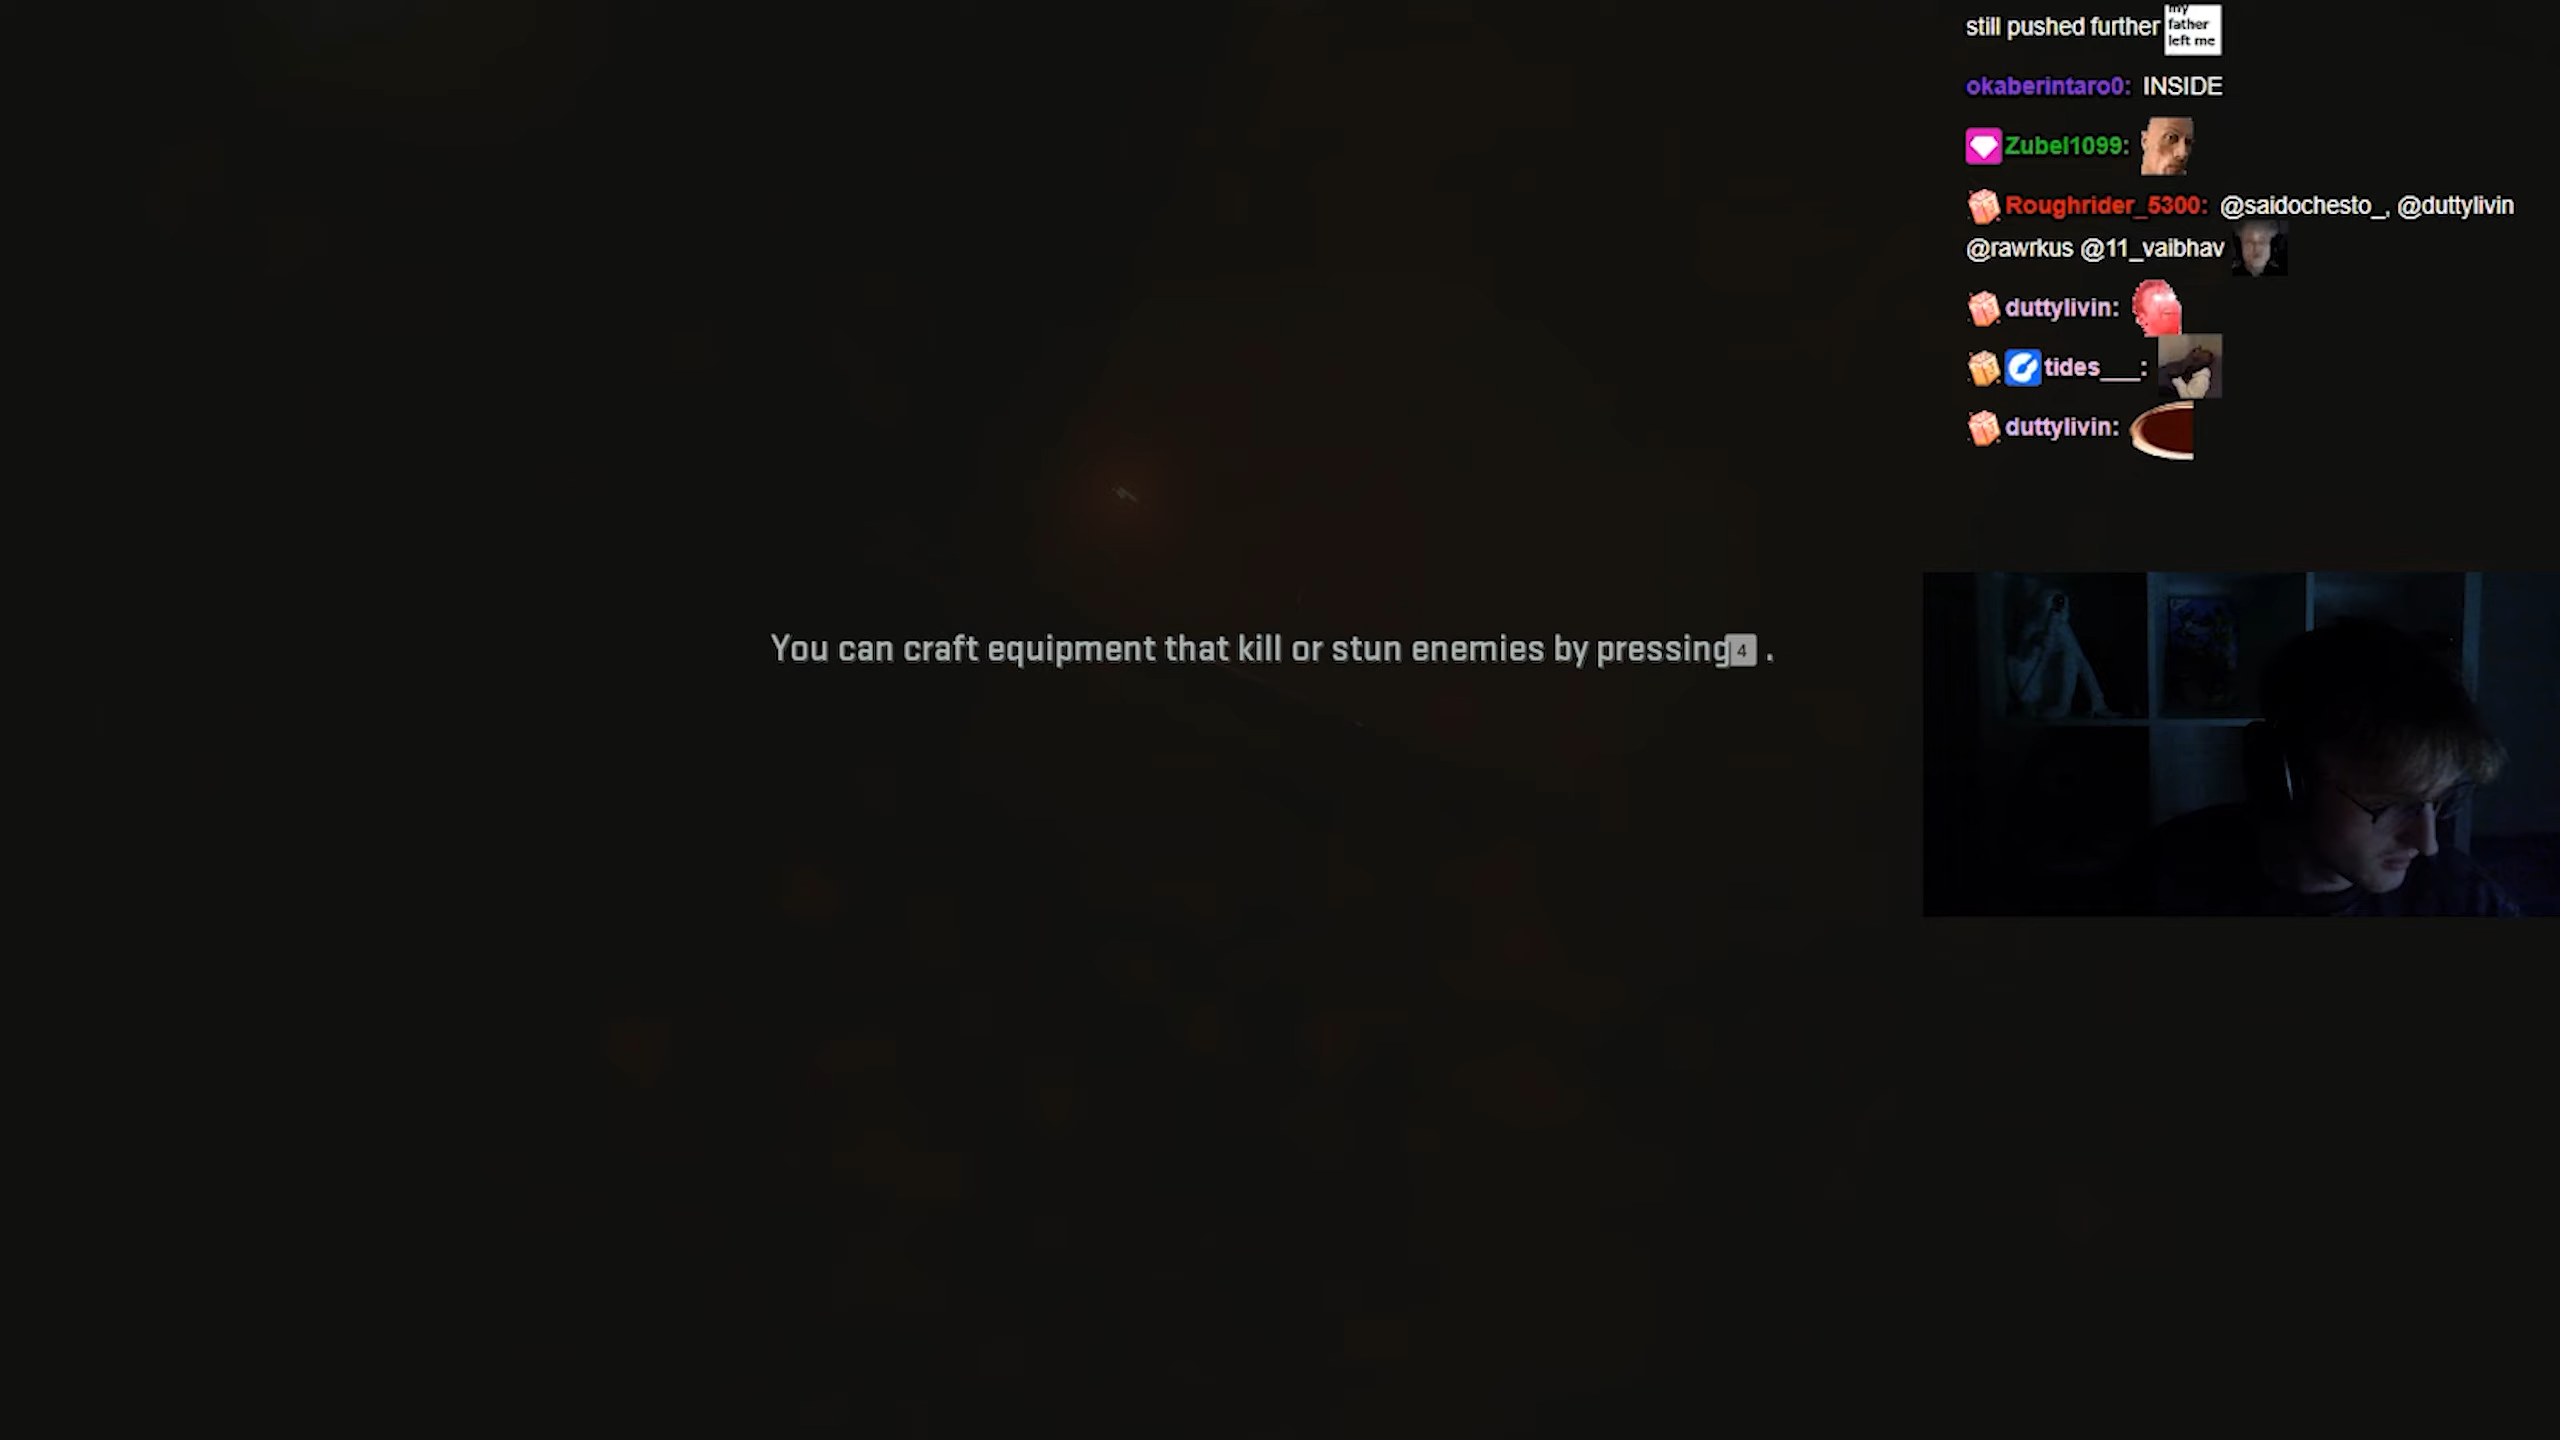 still pushed further my father left me
okaberintaro0: INSIDE
Zubel1099:
Roughrider_5300: @saidochesto_, @duttylivin
@rawrkus @11_vaibhav
duttylivin:
tides___:
duttylivin:
You can craft equipment that kill or stun enemies by pressing 4 .